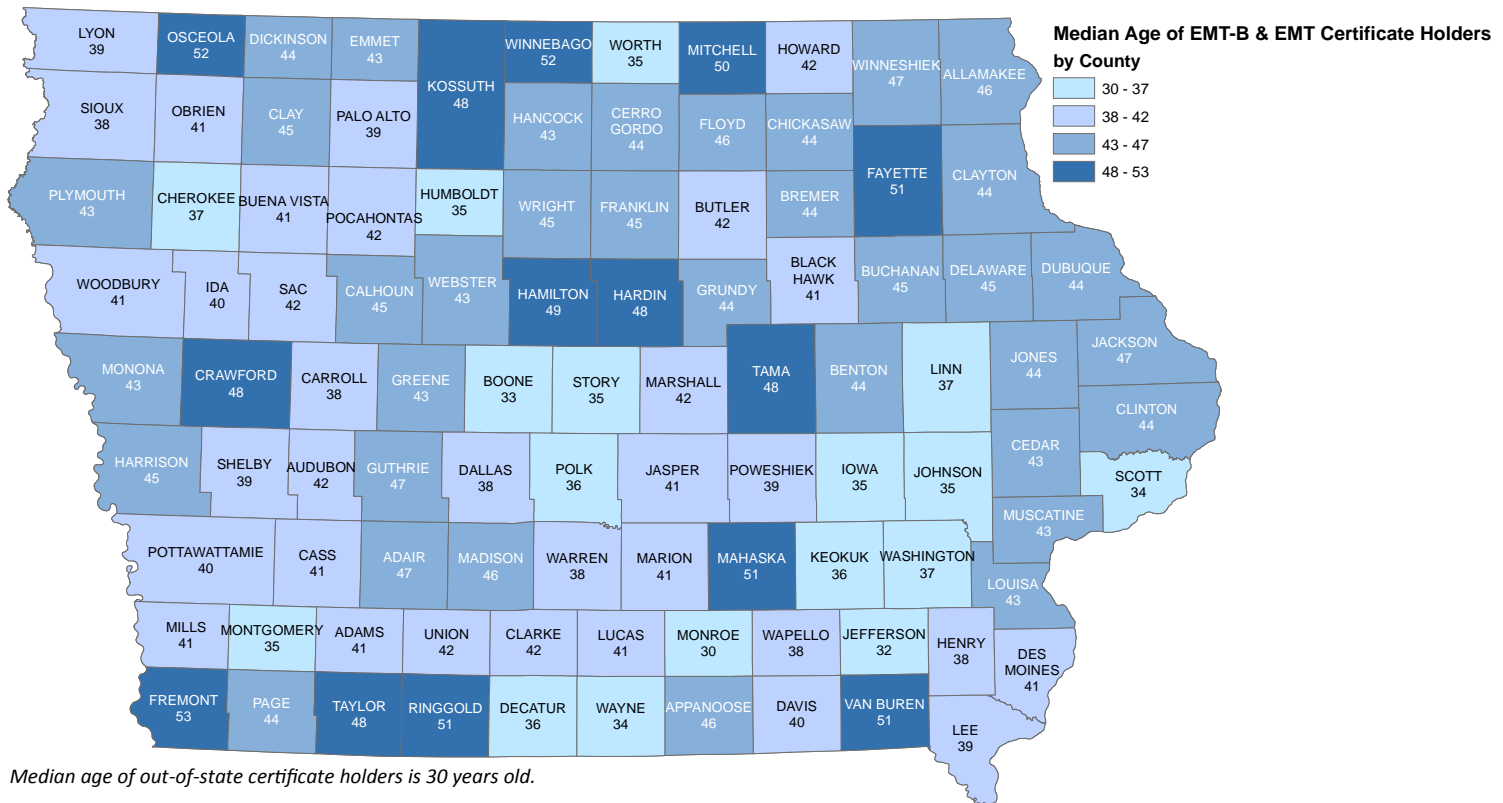 Median Age of EMT-B & EMT Certificate Holders
by County
30 - 37
38 - 42
43 - 47
48 - 53
LYON
39
OSCEOLA
52
DICKINSON
44
EMMET
43
KOSSUTH
48
WINNEBAGO
52
WORTH
35
MITCHELL
50
HOWARD
42
WINNESHIEK
47
ALLAMAKEE
46
SIOUX
38
OBRIEN
41
CLAY
45
PALO ALTO
39
HANCOCK
43
CERRO
GORDO
44
FLOYD
46
CHICKASAW
44
FAYETTE
51
CLAYTON
44
PLYMOUTH
43
CHEROKEE
37
BUENA VISTA
41
POCAHONTAS
42
HUMBOLDT
35
WRIGHT
45
FRANKLIN
45
BUTLER
42
BREMER
44
WOODBURY
41
IDA
40
SAC
42
CALHOUN
45
WEBSTER
43
HAMILTON
49
HARDIN
48
GRUNDY
44
BLACK
HAWK
41
BUCHANAN
45
DELAWARE
45
DUBUQUE
44
MONONA
43
CRAWFORD
48
CARROLL
38
GREENE
43
BOONE
33
STORY
35
MARSHALL
42
TAMA
48
BENTON
44
LINN
37
JONES
44
JACKSON
47
CLINTON
44
HARRISON
45
SHELBY
39
AUDUBON
42
GUTHRIE
47
DALLAS
38
POLK
36
JASPER
41
POWESHIEK
39
IOWA
35
JOHNSON
35
CEDAR
43
SCOTT
34
MUSCATINE
43
POTTAWATTAMIE
40
CASS
41
ADAIR
47
MADISON
46
WARREN
38
MARION
41
MAHASKA
51
KEOKUK
36
WASHINGTON
37
LOUISA
43
MILLS
41
MONTGOMERY
35
ADAMS
41
UNION
42
CLARKE
42
LUCAS
41
MONROE
30
WAPELLO
38
JEFFERSON
32
HENRY
38
DES
MOINES
41
FREMONT
53
PAGE
44
TAYLOR
48
RINGGOLD
51
DECATUR
36
WAYNE
34
APPANOOSE
46
DAVIS
40
VAN BUREN
51
LEE
39
Median age of out-of-state certificate holders is 30 years old.